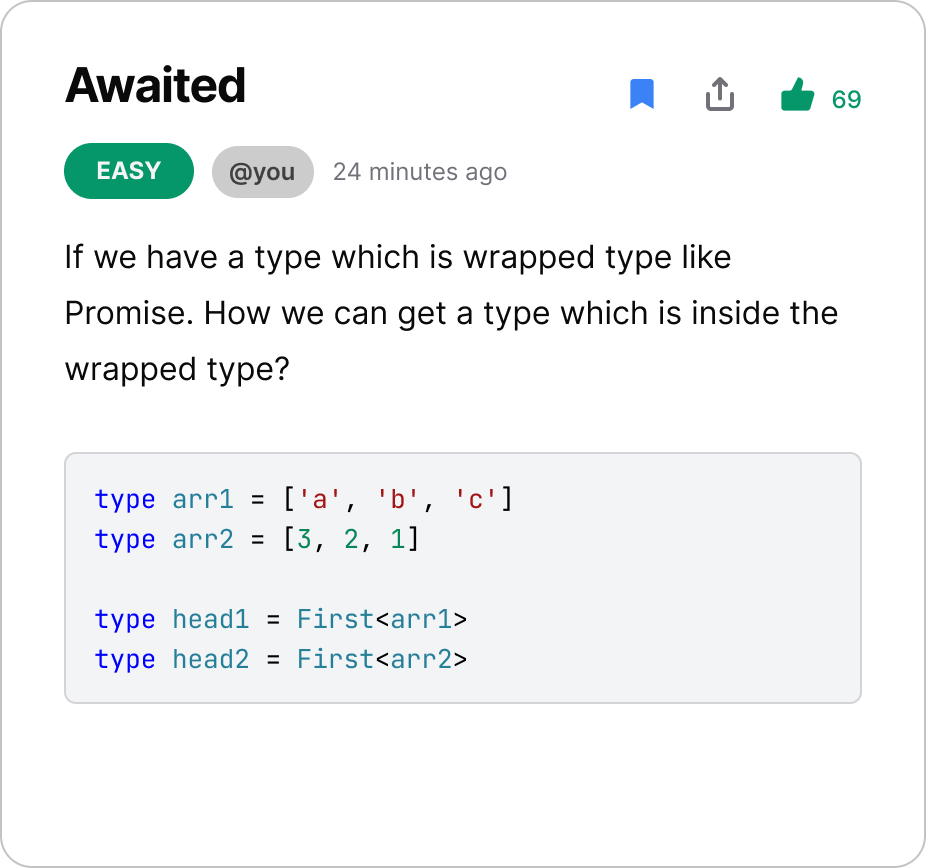 Awaited
69
EASY
@you
24 minutes ago
If we have a type which is wrapped type like
Promise. How we can get a type which is inside the
wrapped type?
type arr1 = ['a', 'b', 'c']
type arr2 = [3, 2, 1]
type head1 = First<arr1>
type head2 = First<arr2>